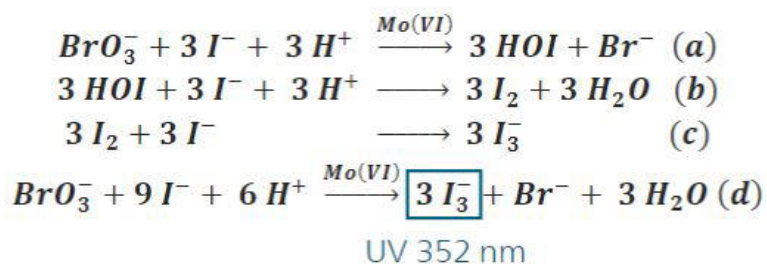 BrO₃⁻ + 3 I⁻ + 3 H⁺ —Mo(VI)→ 3 HOI + Br⁻ (a)
3 HOI + 3 I⁻ + 3 H⁺ ⟶ 3 I₂ + 3 H₂O (b)
3 I₂ + 3 I⁻ ⟶ 3 I₃⁻ (c)
BrO₃⁻ + 9 I⁻ + 6 H⁺ —Mo(VI)→ 3 I₃⁻ + Br⁻ + 3 H₂O (d)
UV 352 nm